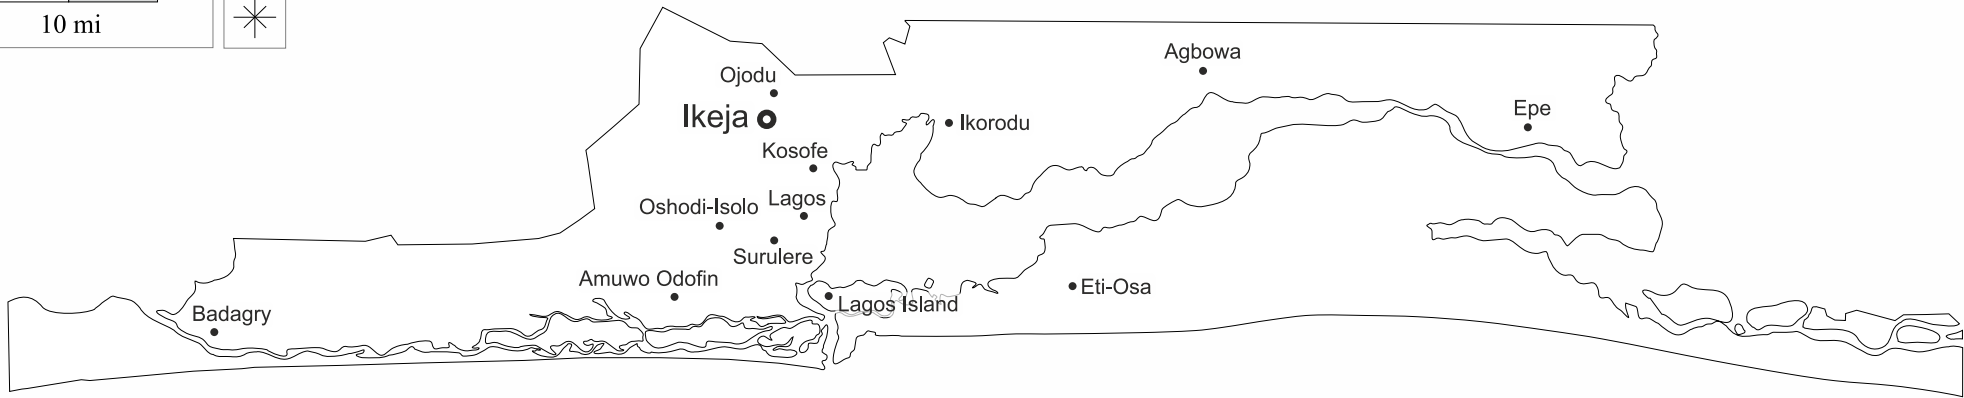 10 mi
Agbowa
Ojodu
Ikeja
Epe
Ikorodu
Kosofe
Lagos
Oshodi-Isolo
Surulere
Amuwo Odofin
Eti-Osa
Lagos Island
Badagry